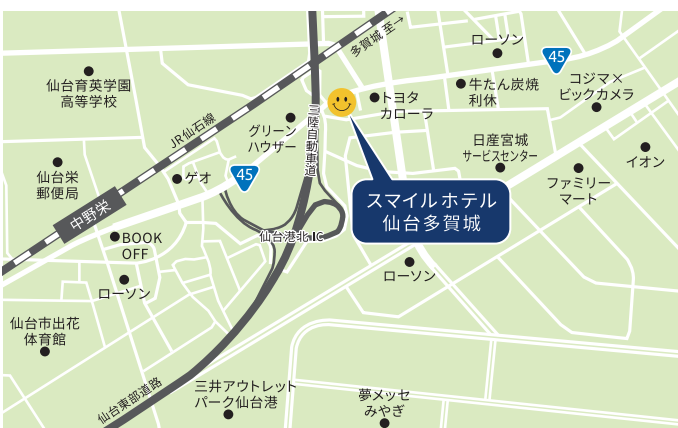 多賀城 至→
ローソン
45
仙台育英学園
高等学校
牛たん炭焼
利休
コジマ×
ビックカメラ
トヨタ
カローラ
JR仙石線
グリーン
ハウザー
三陸自動車道
日産宮城
サービスセンター
イオン
仙台栄
郵便局
ゲオ
45
ファミリー
マート
スマイル ホテル
仙台多賀城
中野栄
BOOK
OFF
仙台港北 IC
ローソン
ローソン
仙台市出花
体育館
仙台東部道路
三井アウトレット
パーク仙台港
夢メッセ
みやぎ